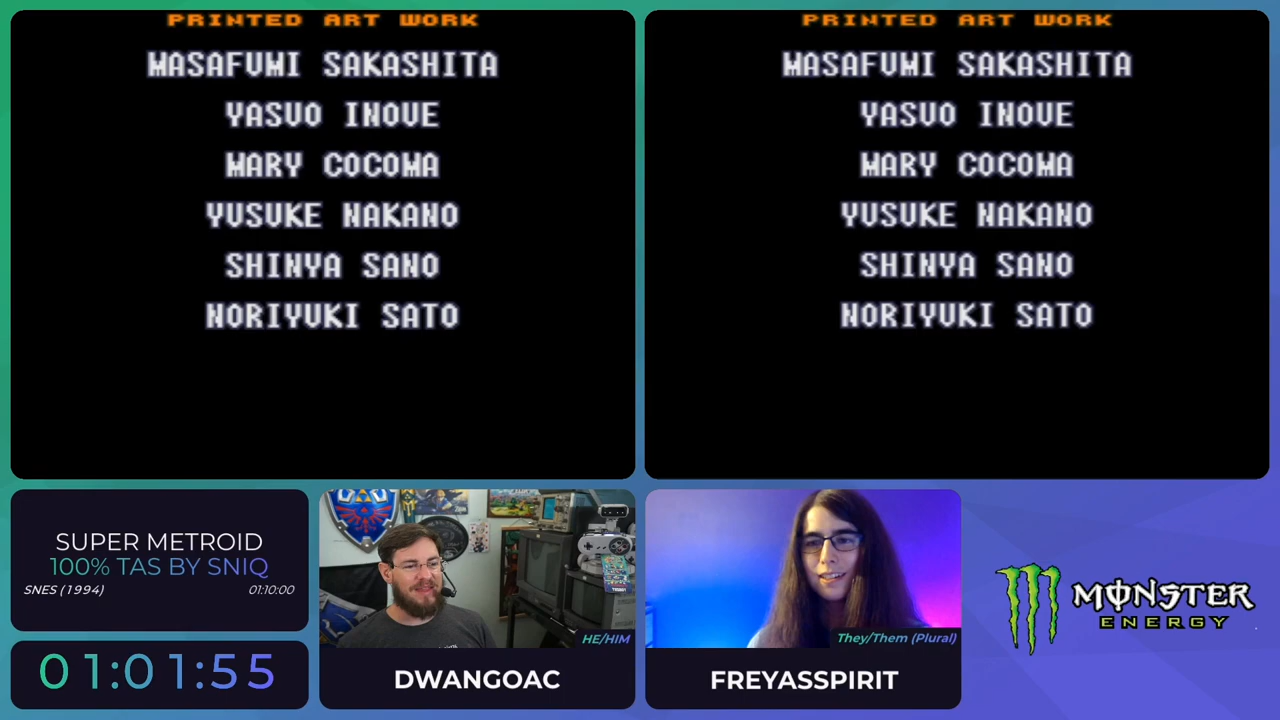 PRINTED ART WORK
MASAFUMI SAKASHITA
YASUO INOUE
MARY COCOMA
YUSUKE NAKANO
SHINYA SANO
NORIYUKI SATO
PRINTED ART WORK
MASAFUMI SAKASHITA
YASUO INOUE
MARY COCOMA
YUSUKE NAKANO
SHINYA SANO
NORIYUKI SATO
SUPER METROID
100% TAS BY SNIQ
SNES (1994) 01:10:00
01:01:55
HE/HIM
DWANGOAC
They/Them (Plural)
FREYASSPIRIT
MONSTER
ENERGY